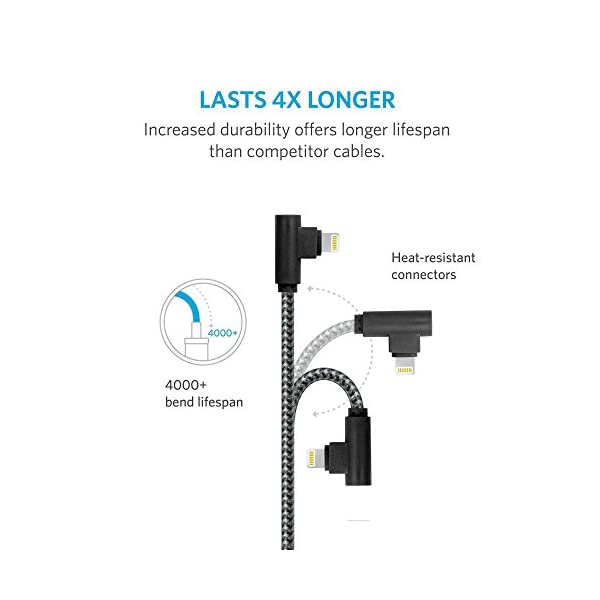 LASTS 4X LONGER
Increased durability offers longer lifespan
than competitor cables.
Heat-resistant
connectors
4000+
4000+
bend lifespan